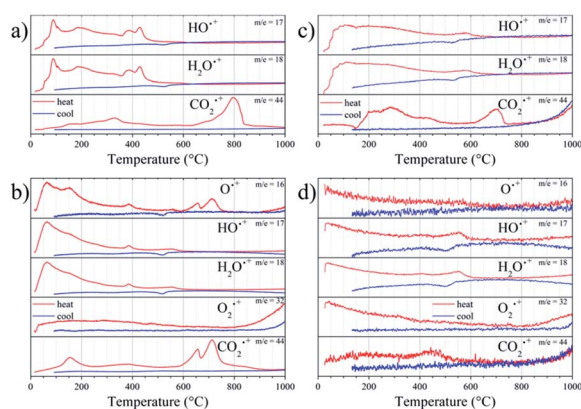 a)
HO•+ m/e = 17
H2O•+ m/e = 18
heat
cool
CO2•+ m/e = 44
0 200 400 600 800 1000
Temperature (°C)
c)
HO•+ m/e = 17
H2O•+ m/e = 18
heat
cool
CO2•+ m/e = 44
0 200 400 600 800 1000
Temperature (°C)
b)
O•+ m/e = 16
HO•+ m/e = 17
H2O•+ m/e = 18
heat
cool
O2•+ m/e = 32
CO2•+ m/e = 44
0 200 400 600 800 1000
Temperature (°C)
d)
O•+ m/e = 16
HO•+ m/e = 17
H2O•+ m/e = 18
heat
cool
O2•+ m/e = 32
CO2•+ m/e = 44
0 200 400 600 800 1000
Temperature (°C)